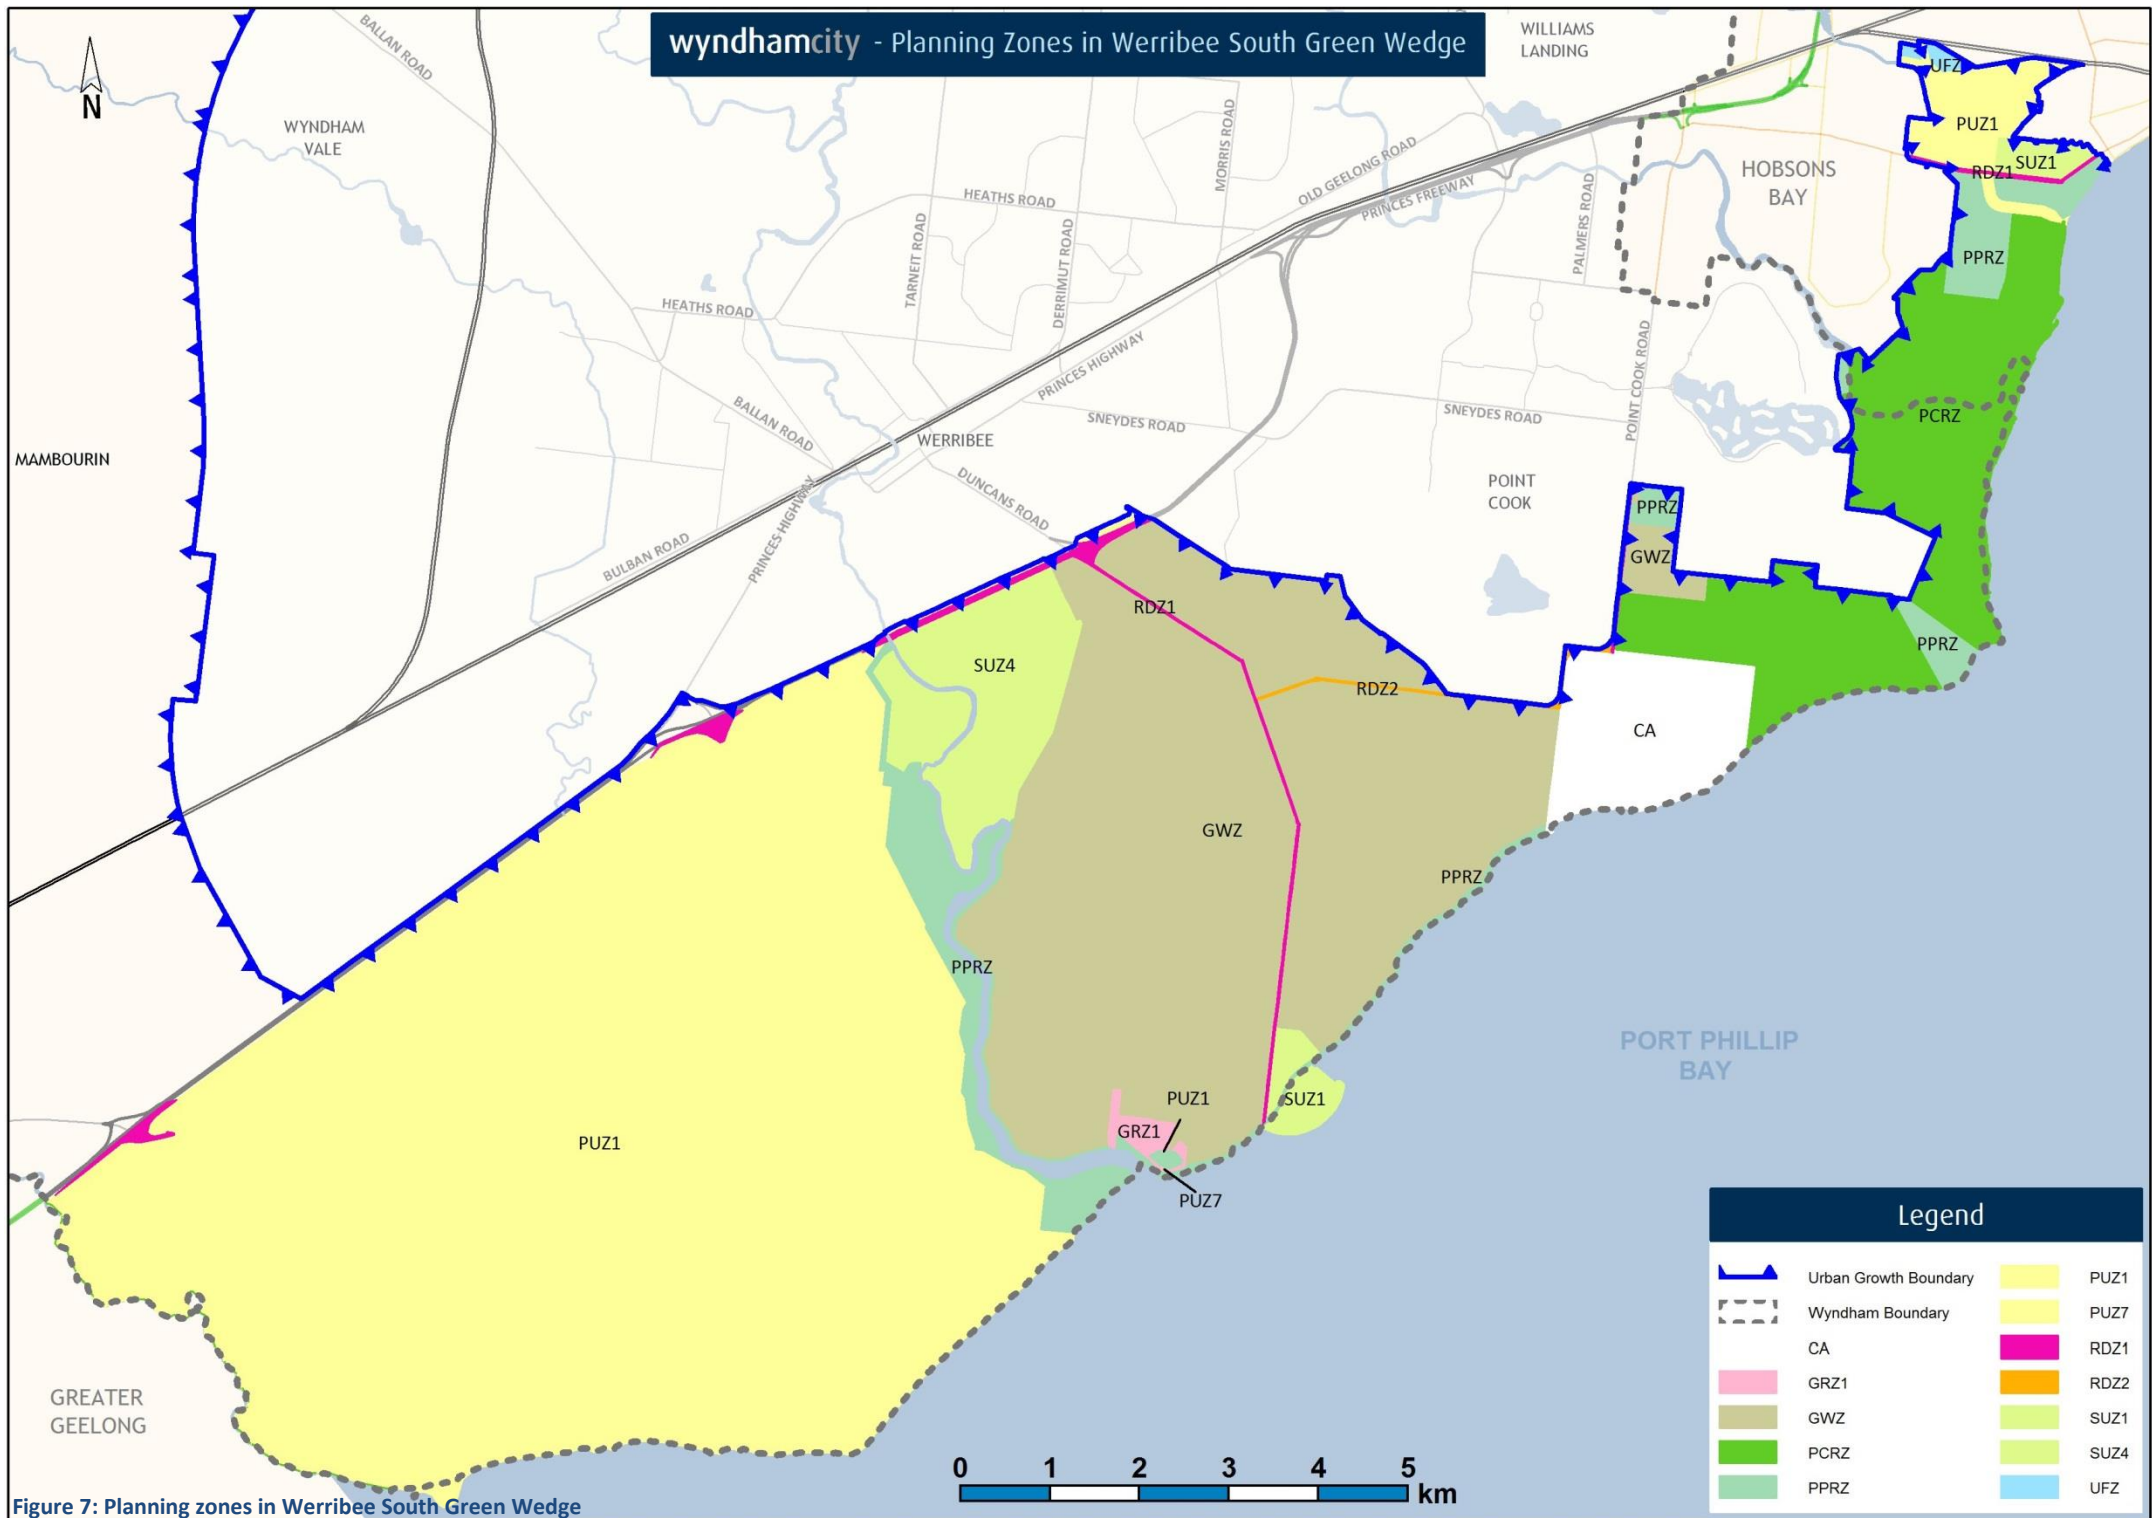 wyndhamcity - Planning Zones in Werribee South Green Wedge
N
BALLAN ROAD
WYNDHAM
VALE
MAMBOURIN
WILLIAMS
LANDING
HOBSONS
BAY
UFZ
PUZ1
SUZ1
RDZ1
PPRZ
PCRZ
MORRIS ROAD
OLD GEELONG ROAD
PRINCES FREEWAY
PALMERS ROAD
HEATHS ROAD
TARNEIT ROAD
DERRIMUT ROAD
HEATHS ROAD
PRINCES HIGHWAY
POINT COOK ROAD
BALLAN ROAD
WERRIBEE
SNEYDES ROAD
SNEYDES ROAD
DUNCANS ROAD
POINT
COOK
PRINCES HIGHWAY
BULBAN ROAD
PPRZ
GWZ
PPRZ
RDZ1
SUZ4
RDZ2
CA
GWZ
PPRZ
PPRZ
PORT PHILLIP
BAY
PUZ1
SUZ1
GRZ1
PUZ1
PUZ7
GREATER
GEELONG
0 1 2 3 4 5
km
Legend
Urban Growth Boundary
Wyndham Boundary
CA
GRZ1
GWZ
PCRZ
PPRZ
PUZ1
PUZ7
RDZ1
RDZ2
SUZ1
SUZ4
UFZ
Figure 7: Planning zones in Werribee South Green Wedge